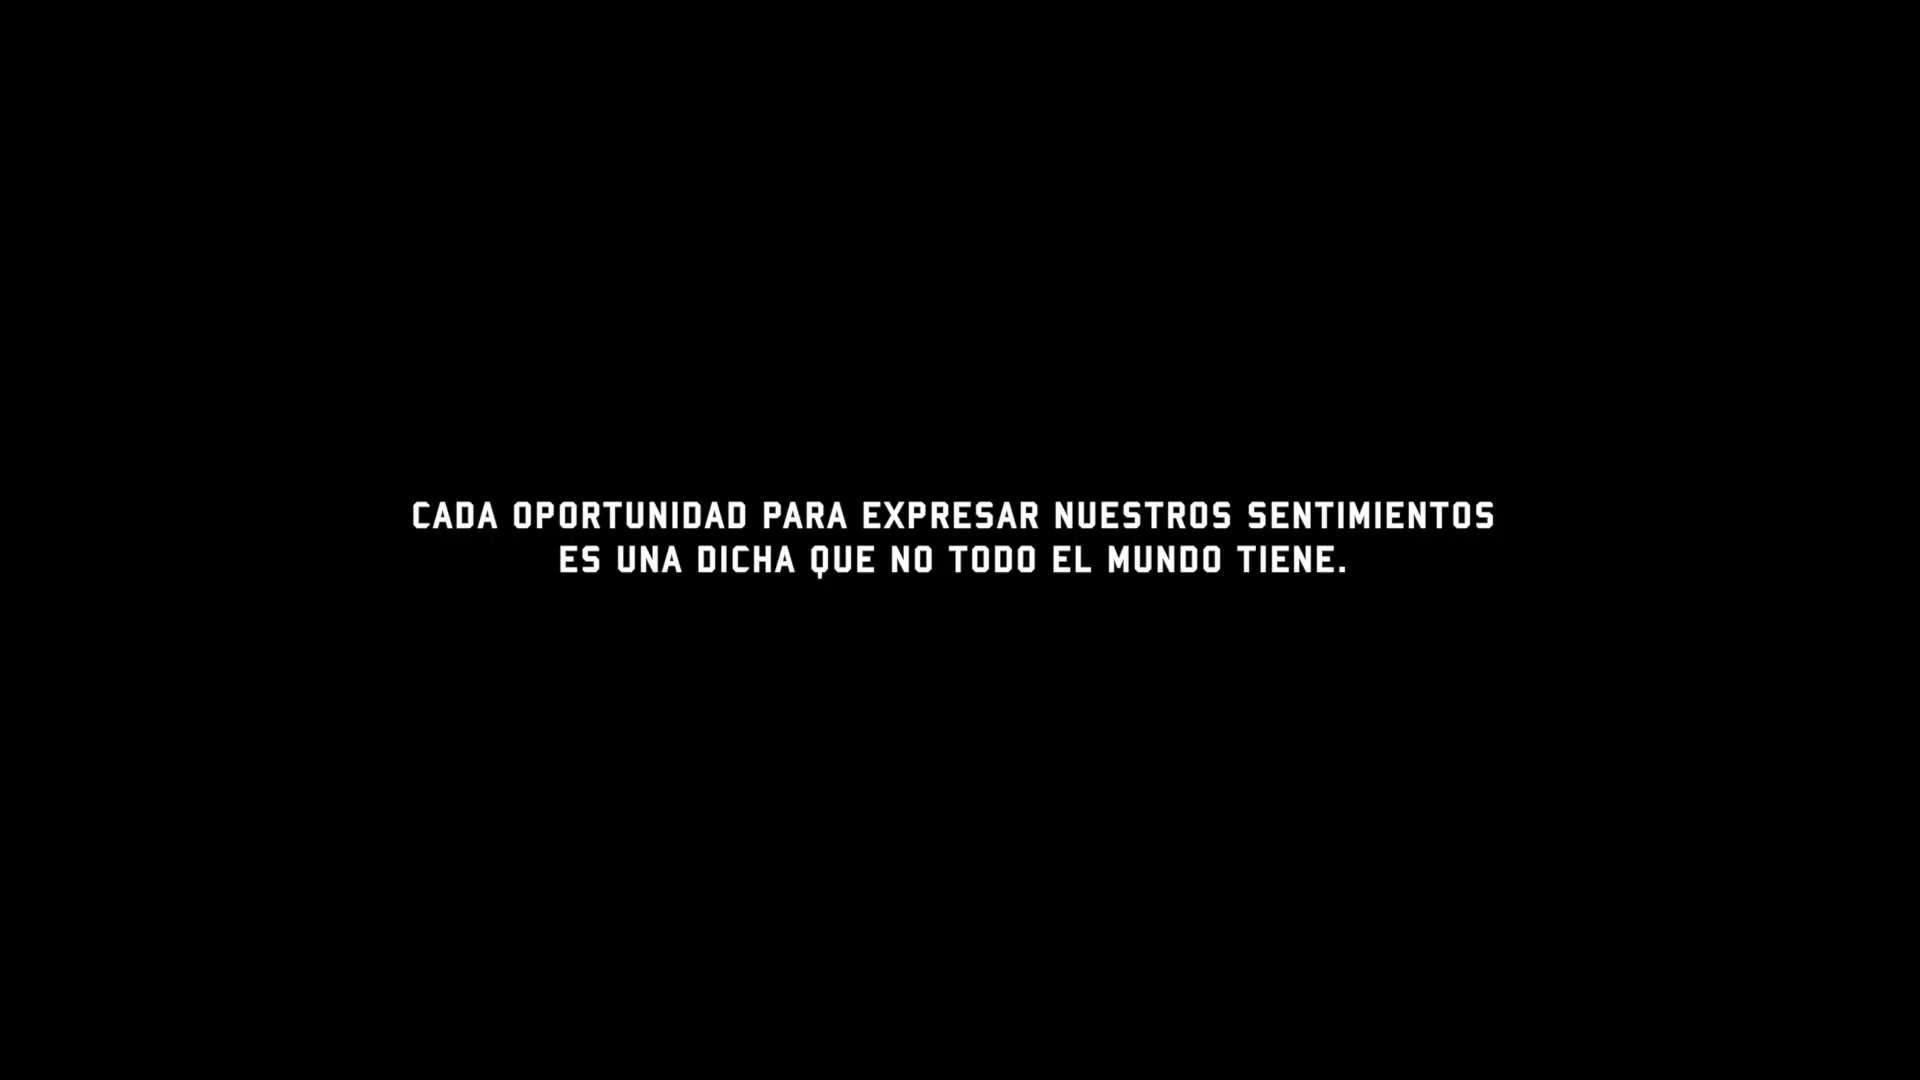 CADA OPORTUNIDAD PARA EXPRESAR NUESTROS SENTIMIENTOS
ES UNA DICHA QUE NO TODO EL MUNDO TIENE.